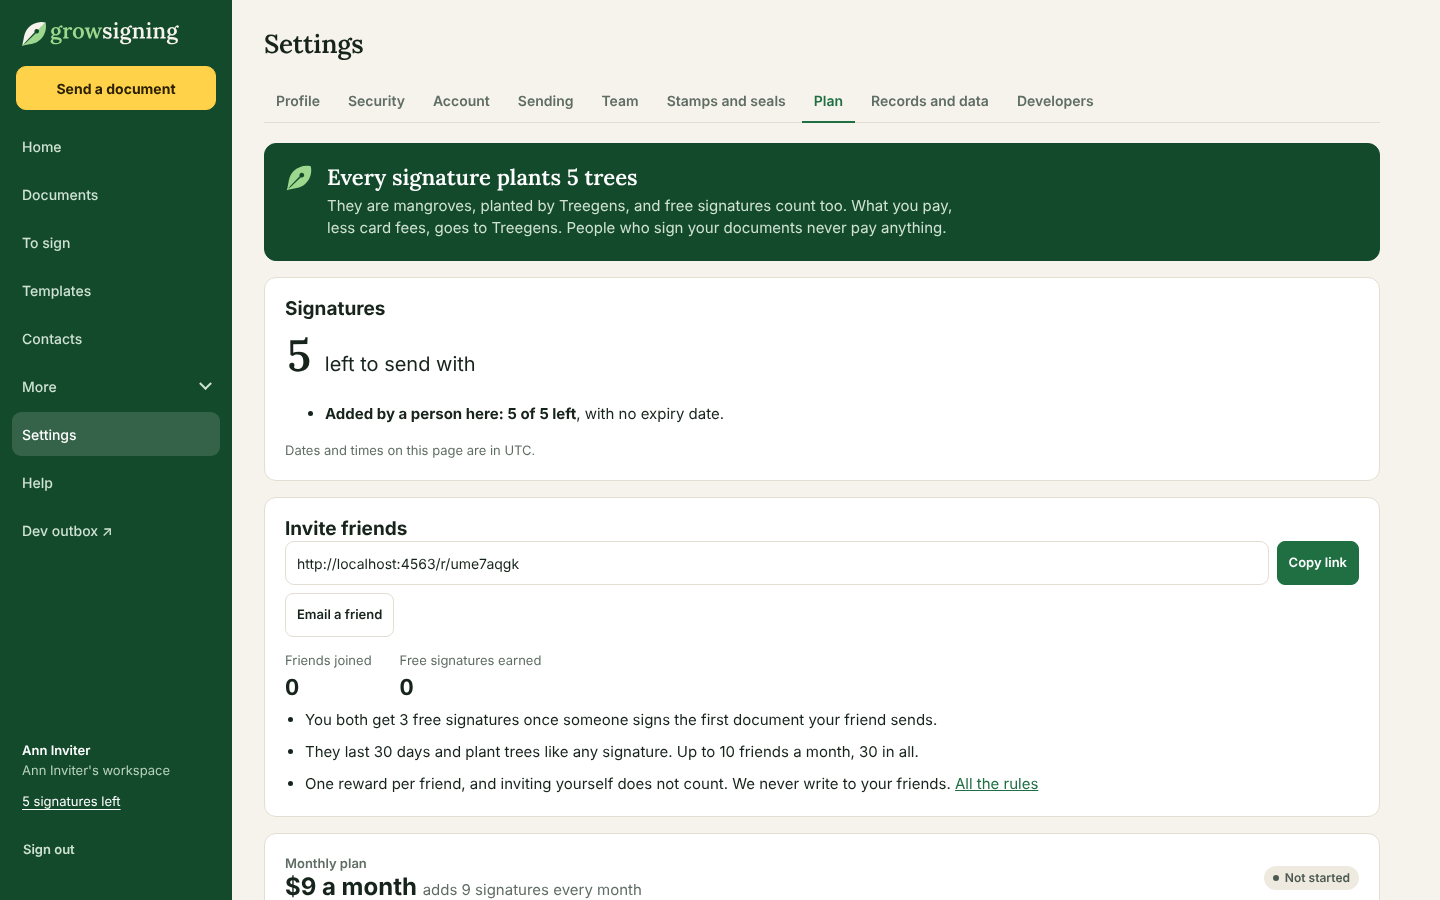 growsigning
Send a document
Home
Documents
To sign
Templates
Contacts
More
Settings
Help
Dev outbox ↗
Ann Inviter
Ann Inviter's workspace
5 signatures left
Sign out
Settings
Profile Security Account Sending Team Stamps and seals Plan Records and data Developers
Every signature plants 5 trees
They are mangroves, planted by Treegens, and free signatures count too. What you pay,
less card fees, goes to Treegens. People who sign your documents never pay anything.
Signatures
5 left to send with
• Added by a person here: 5 of 5 left, with no expiry date.
Dates and times on this page are in UTC.
Invite friends
http://localhost:4563/r/ume7aqgk Copy link
Email a friend
Friends joined Free signatures earned
0 0
• You both get 3 free signatures once someone signs the first document your friend sends.
• They last 30 days and plant trees like any signature. Up to 10 friends a month, 30 in all.
• One reward per friend, and inviting yourself does not count. We never write to your friends. All the rules
Monthly plan
$9 a month adds 9 signatures every month
• Not started